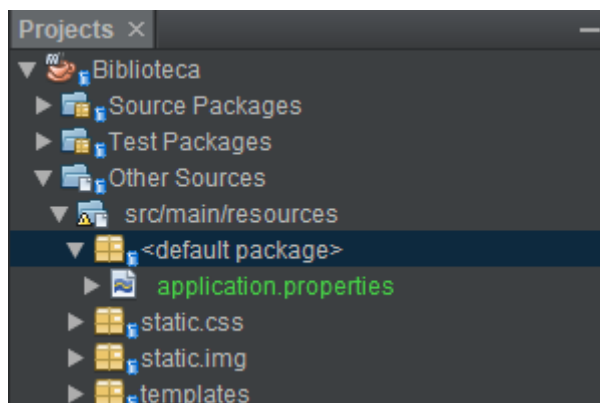 Projects
Biblioteca
Source Packages
Test Packages
Other Sources
src/main/resources
<default package>
application.properties
static.css
static.img
templates